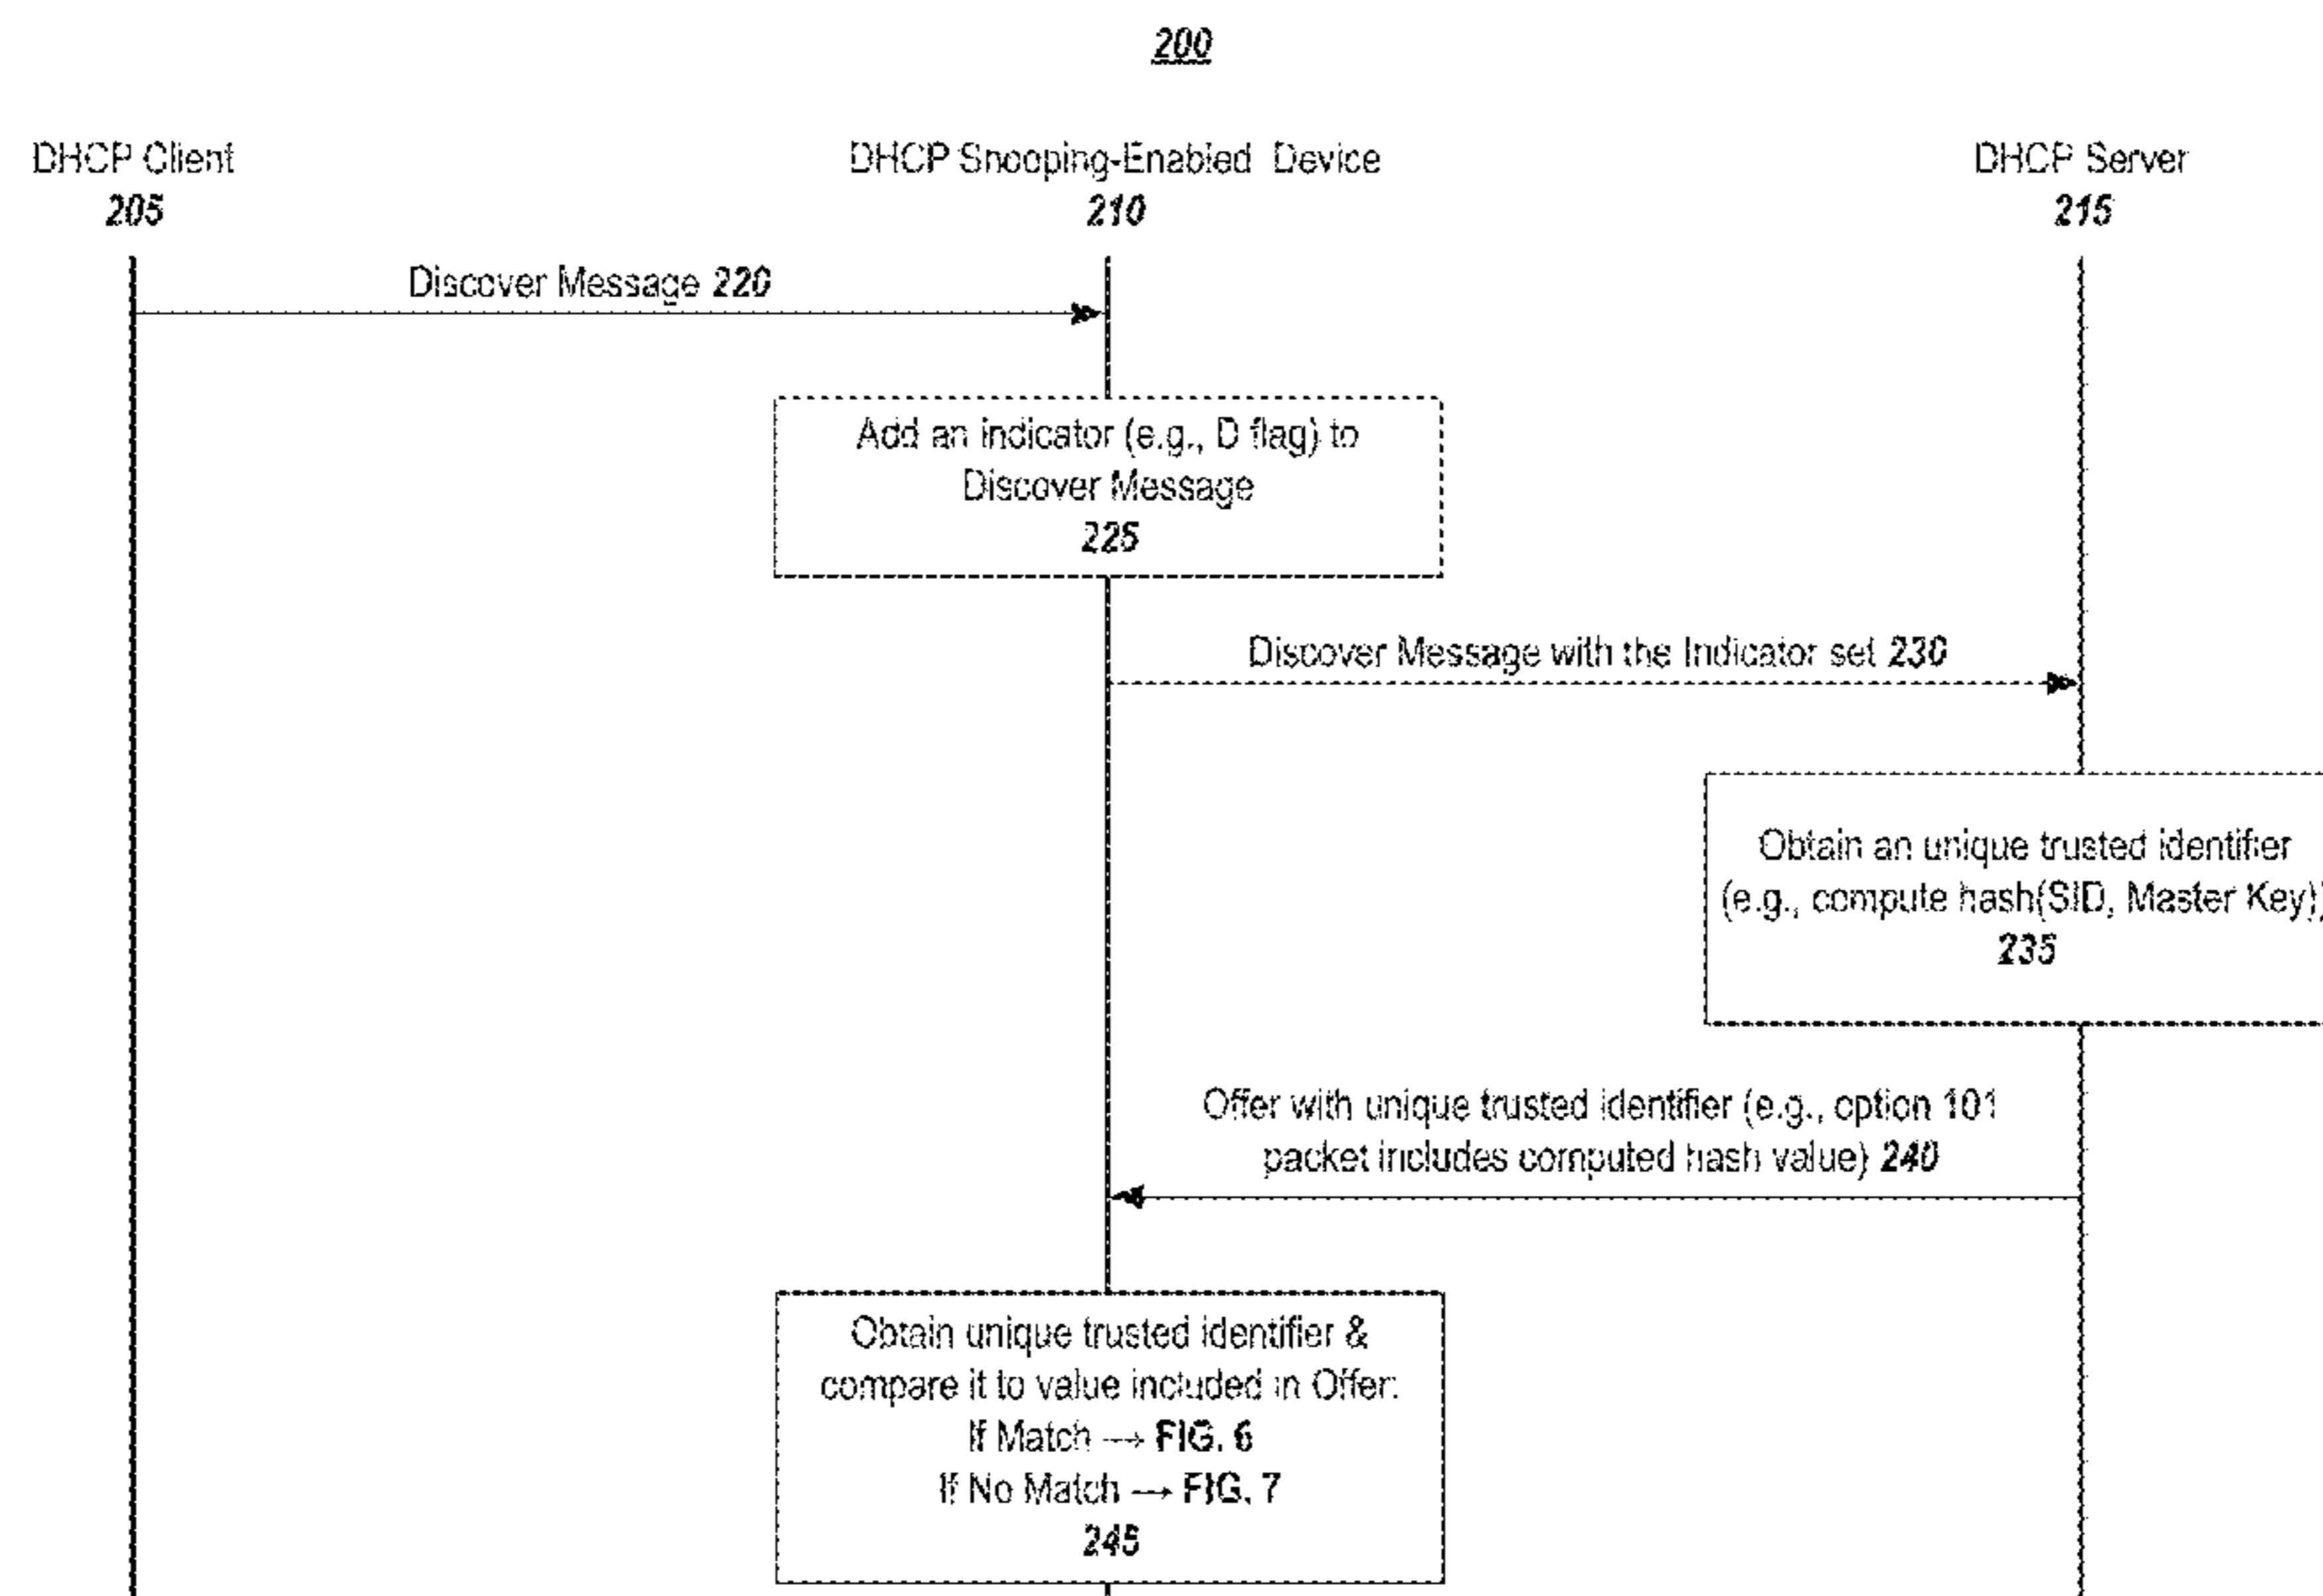 200
DHCP Client
205
DHCP Snooping-Enabled Device
210
DHCP Server
215
Discover Message 220
Add an indicator (e.g., D flag) to
Discover Message
225
Discover Message with the Indicator set 230
Obtain an unique trusted identifier
(e.g., compute hash(SID, Master Key))
235
Offer with unique trusted identifier (e.g., option 101
packet includes computed hash value) 240
Obtain unique trusted identifier &
compare it to value included in Offer:
If Match → FIG. 6
If No Match → FIG. 7
245